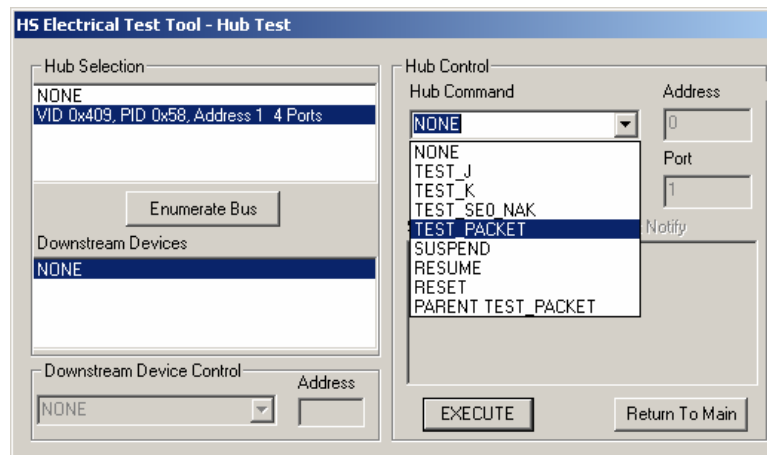 HS Electrical Test Tool - Hub Test
Hub Selection
NONE
VID 0x409, PID 0x58, Address 1 4 Ports
Enumerate Bus
Downstream Devices
NONE
Downstream Device Control
Address
NONE
Hub Control
Hub Command
Address
NONE
0
NONE
TEST_J
TEST_K
TEST_SE0_NAK
TEST_PACKET
SUSPEND
RESUME
RESET
PARENT TEST_PACKET
Port
1
Notify
EXECUTE
Return To Main